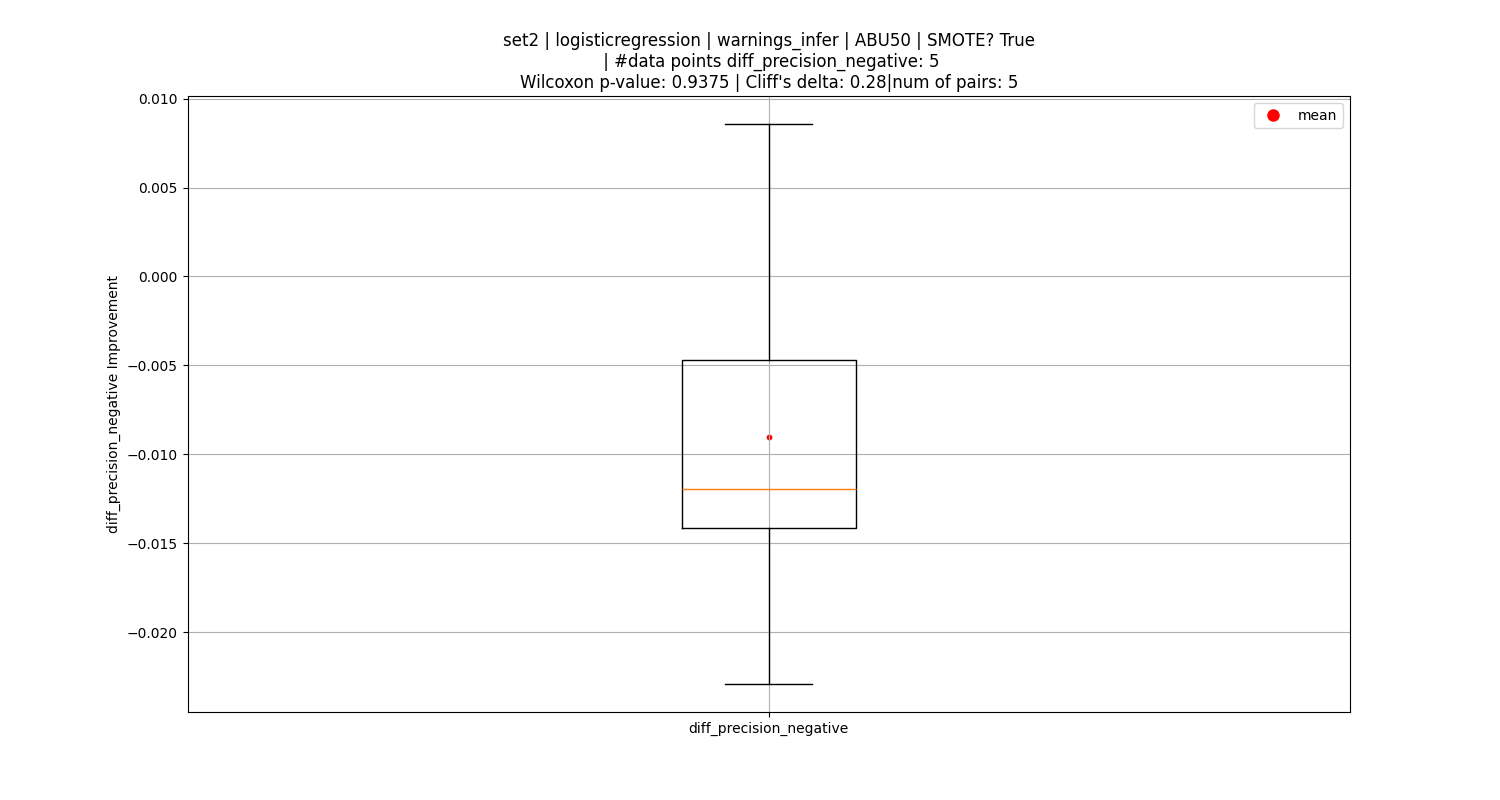 set2 | logisticregression | warnings_infer | ABU50 | SMOTE? True
| #data points diff_precision_negative: 5
Wilcoxon p-value: 0.9375 | Cliff's delta: 0.28|num of pairs: 5
mean
0.010
0.005
0.000
−0.005
−0.010
−0.015
−0.020
diff_precision_negative Improvement
diff_precision_negative